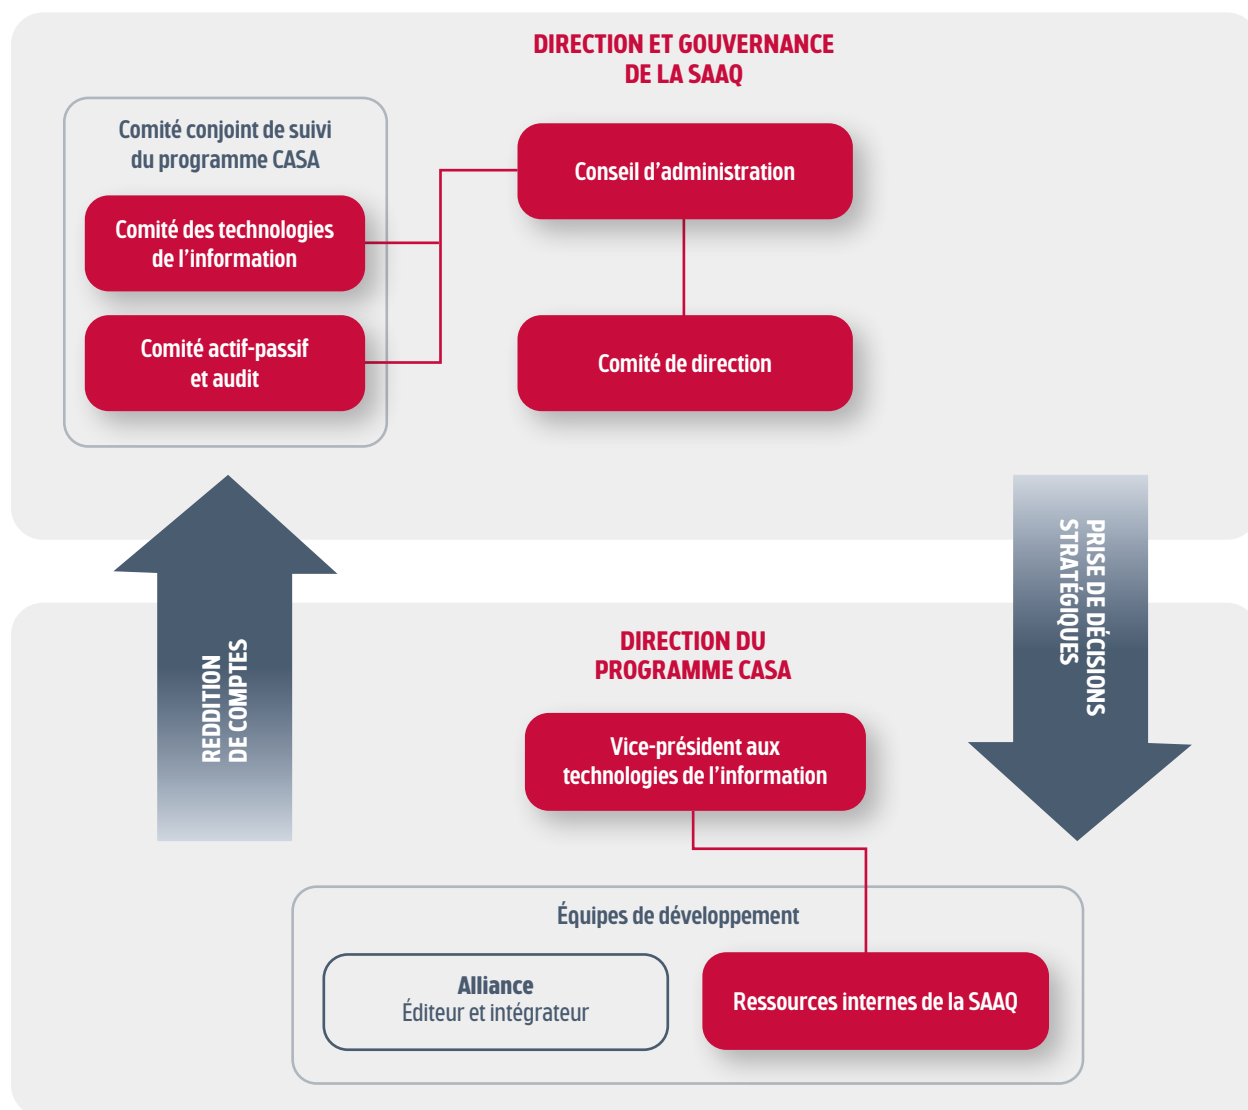 DIRECTION ET GOUVERNANCE
DE LA SAAQ
Comité conjoint de suivi
du programme CASA
Comité des technologies
de l'information
Comité actif-passif
et audit
Conseil d'administration
Comité de direction
REDDITION
DE COMPTES
PRISE DE DÉCISIONS
STRATÉGIQUES
DIRECTION DU
PROGRAMME CASA
Vice-président aux
technologies de l'information
Équipes de développement
Alliance
Éditeur et intégrateur
Ressources internes de la SAAQ